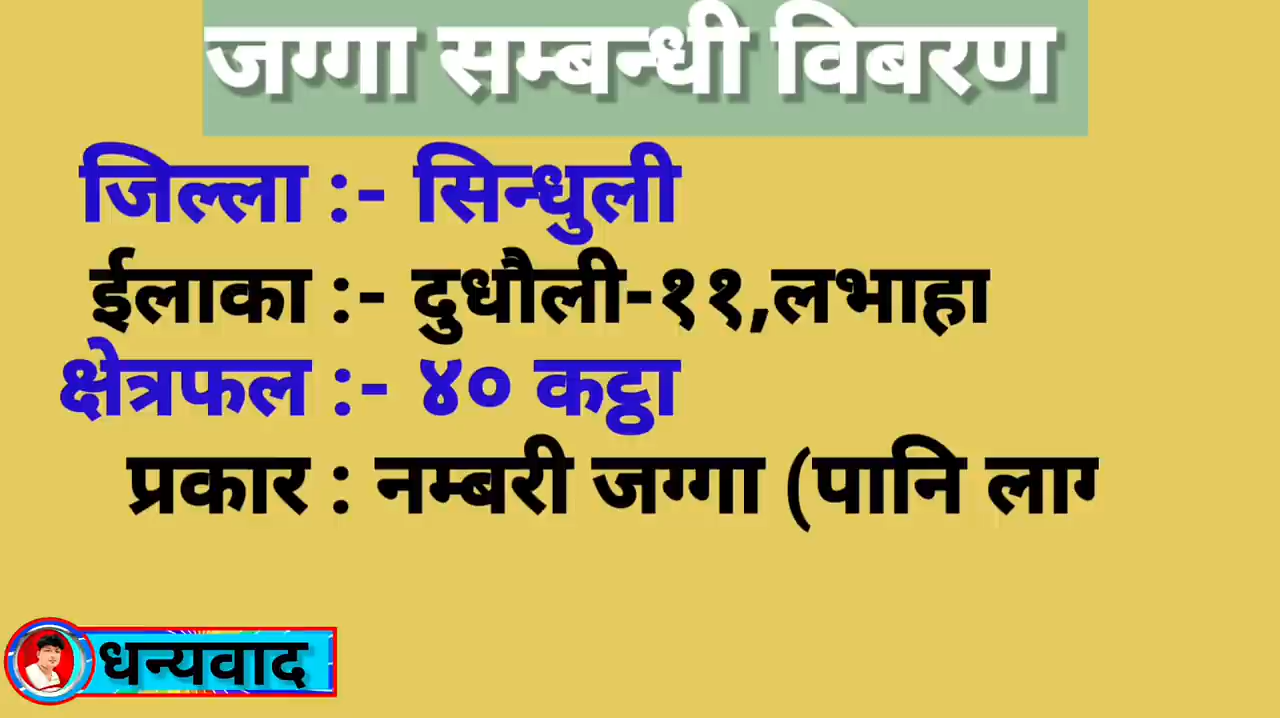 जग्गा सम्बन्धी विबरण
जिल्ला :- सिन्धुली
ईलाका :- दुधौली-११,लभाहा
क्षेत्रफल :- ४० कट्ठा
प्रकार : नम्बरी जग्गा (पानि
धन्यवाद